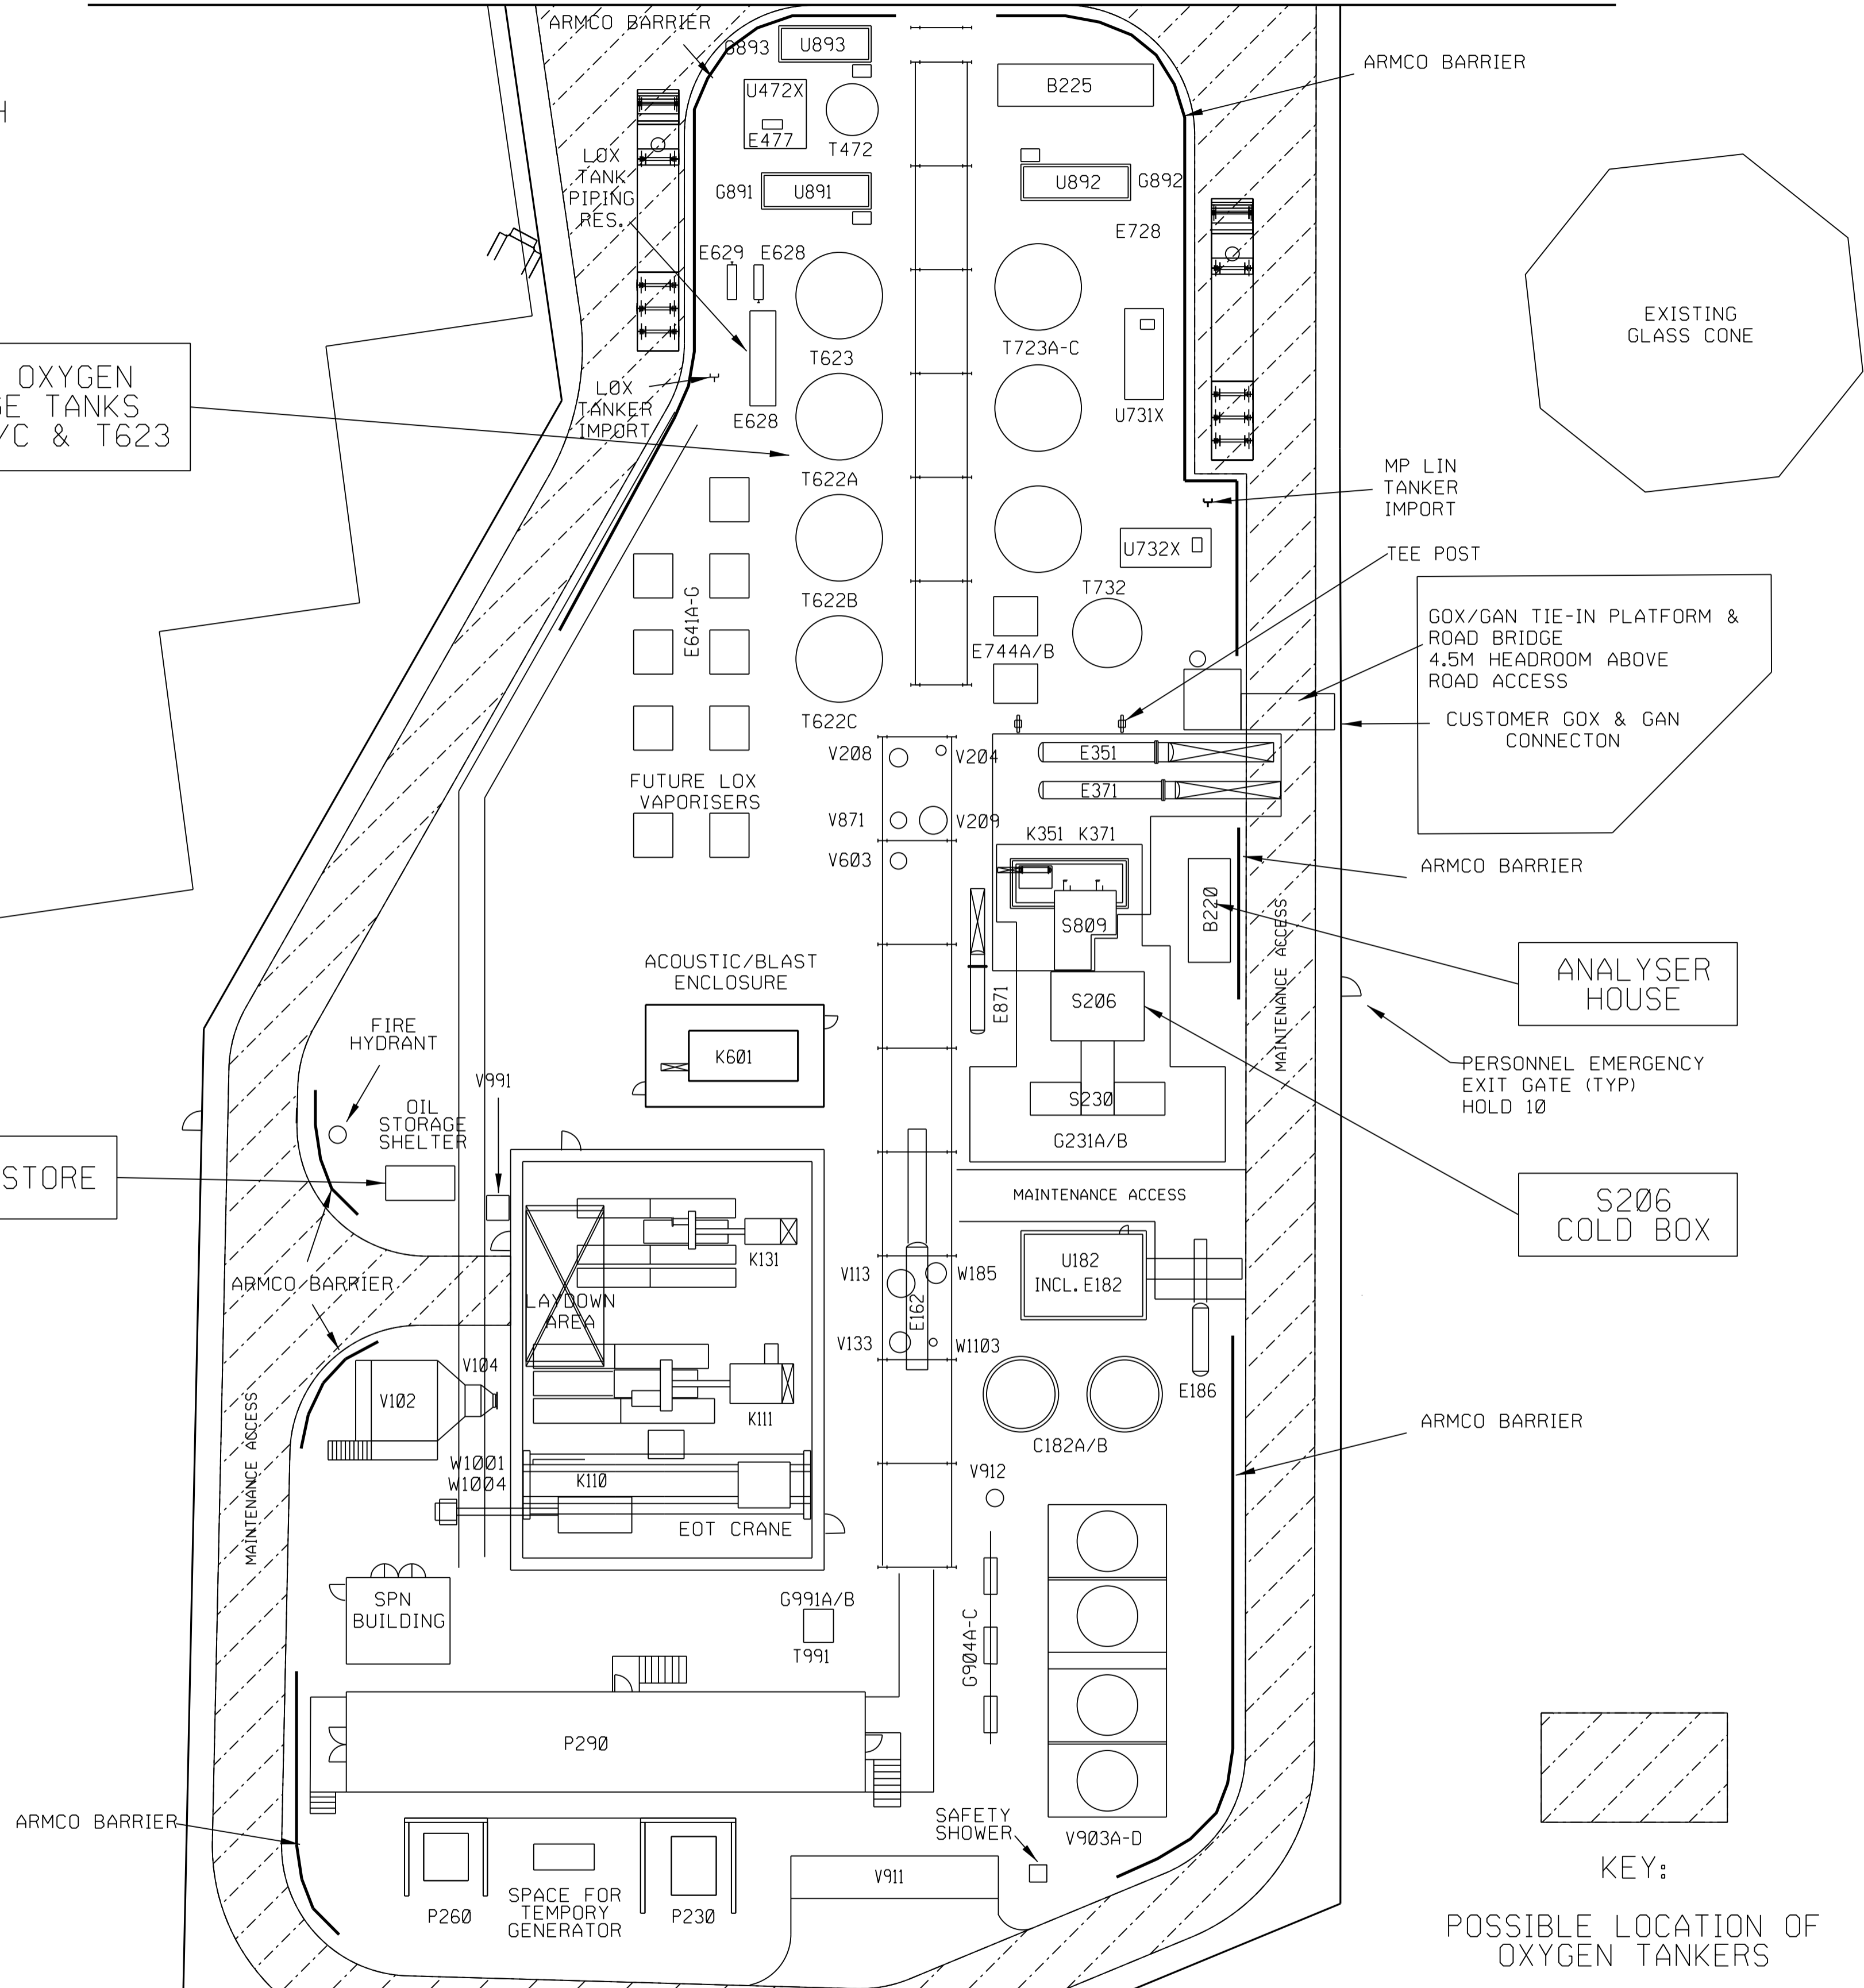 H
ARMCO BARRIER
G893
U893
U472X
E477
T472
LOX
TANK
PIPING
RES.
G891
U891
E629
E628
T623
LOX
TANKER
IMPORT
E628
OXYGEN
GE TANKS
/C & T623
T622A
T622B
T622C
E641A-G
FUTURE LOX
VAPORISERS
B225
U892
G892
E728
T723A-C
U731X
ARMCO BARRIER
EXISTING
GLASS CONE
MP LIN
TANKER
IMPORT
U732X
TEE POST
T732
E744A/B
GOX/GAN TIE-IN PLATFORM &
ROAD BRIDGE
4.5M HEADROOM ABOVE
ROAD ACCESS
CUSTOMER GOX & GAN
CONNECTON
V208
V204
E351
E371
V871
V209
K351
K371
V603
S809
B220
ARMCO BARRIER
MAINTENANCE ACCESS
ANALYSER
HOUSE
ACOUSTIC/BLAST
ENCLOSURE
K601
E871
S206
S230
G231A/B
PERSONNEL EMERGENCY
EXIT GATE (TYP)
HOLD 10
S206
COLD BOX
FIRE
HYDRANT
V991
OIL
STORAGE
SHELTER
STORE
ARMCO BARRIER
MAINTENANCE ACCESS
K131
LAYDOWN
AREA
V113
W185
E162
V133
W1103
U182
INCL. E182
E186
C182A/B
ARMCO BARRIER
V104
V102
K111
MAINTENANCE ACCESS
W1001
W1004
K110
EOT CRANE
V912
SPN
BUILDING
G991A/B
T991
G904A-C
P290
ARMCO BARRIER
SAFETY
SHOWER
V903A-D
V911
P260
SPACE FOR
TEMPORY
GENERATOR
P230
KEY:
POSSIBLE LOCATION OF
OXYGEN TANKERS